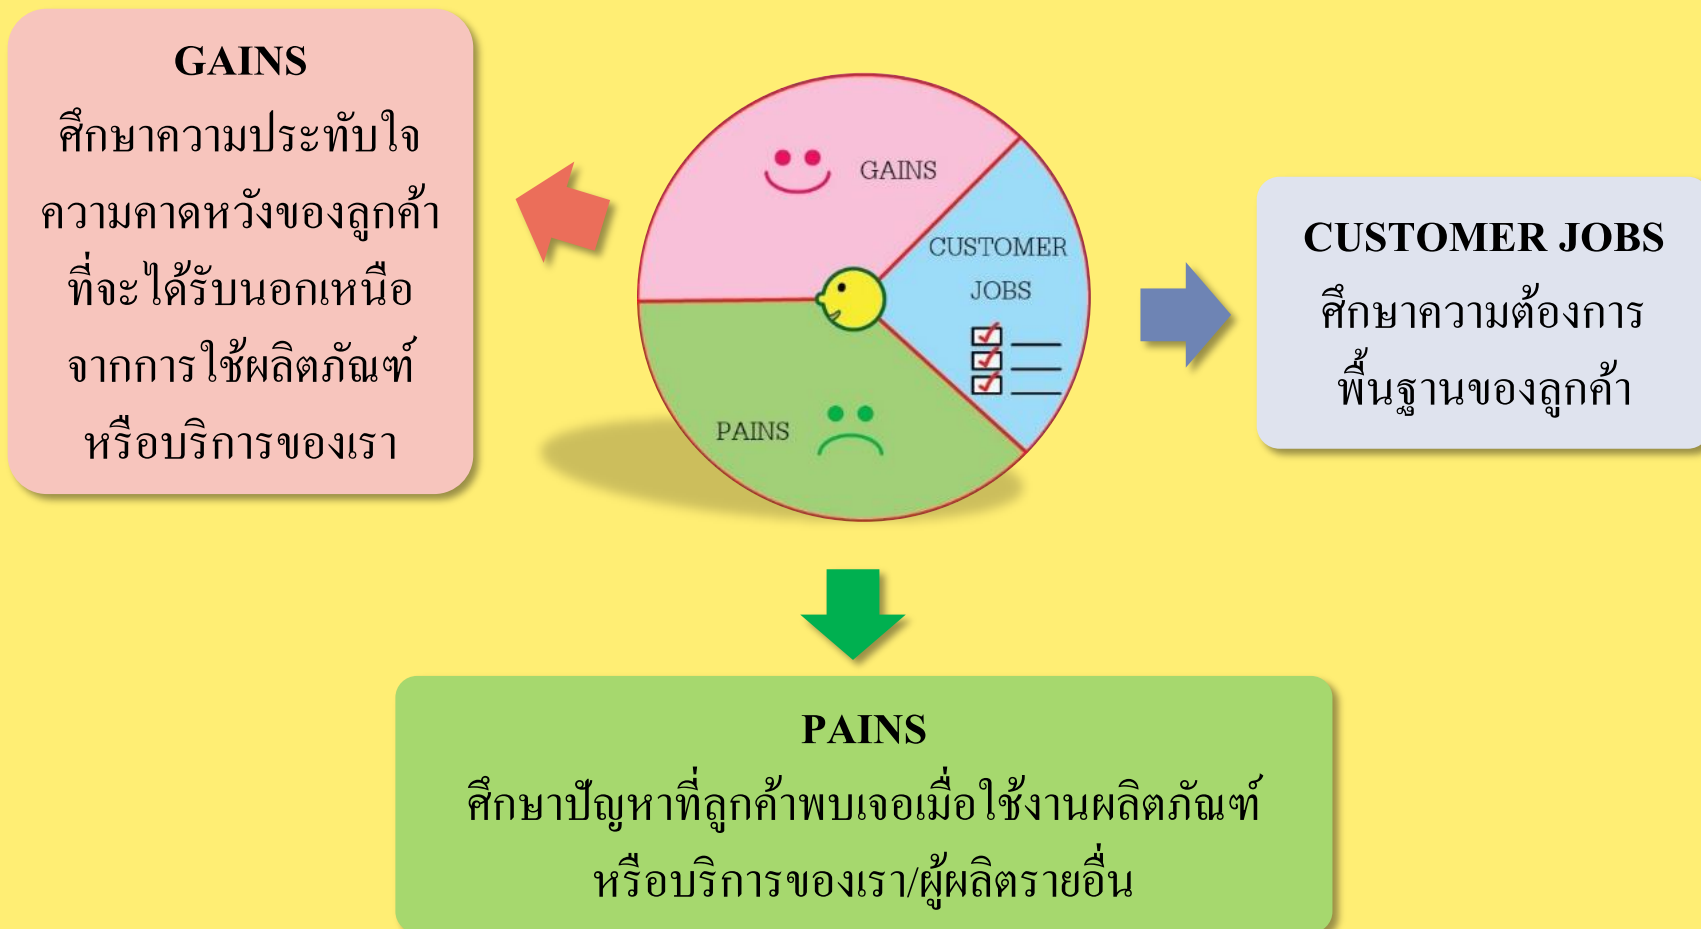 GAINS
ศึกษาความประทับใจ
ความคาดหวังของลูกค้า
ที่จะได้รับนอกเหนือ
จากการใช้ผลิตภัณฑ์
หรือบริการของเรา
GAINS
CUSTOMER
JOBS
PAINS
CUSTOMER JOBS
ศึกษาความต้องการ
พื้นฐานของลูกค้า
PAINS
ศึกษาปัญหาที่ลูกค้าพบเจอเมื่อใช้งานผลิตภัณฑ์
หรือบริการของเรา/ผู้ผลิตรายอื่น